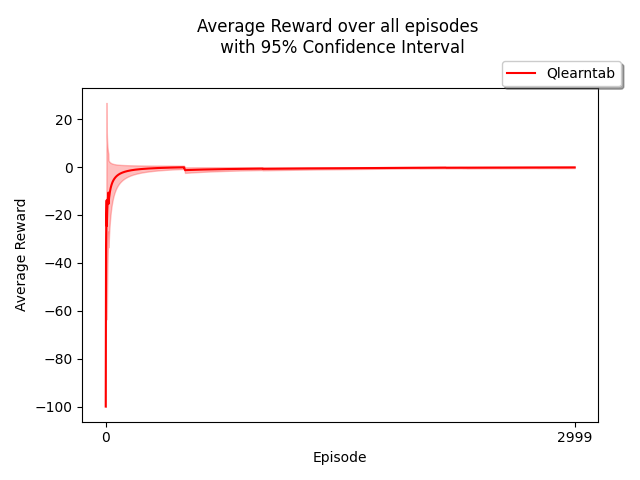 Average Reward over all episodes
with 95% Confidence Interval
Qlearntab
20
0
−20
−40
−60
−80
−100
Average Reward
0
2999
Episode